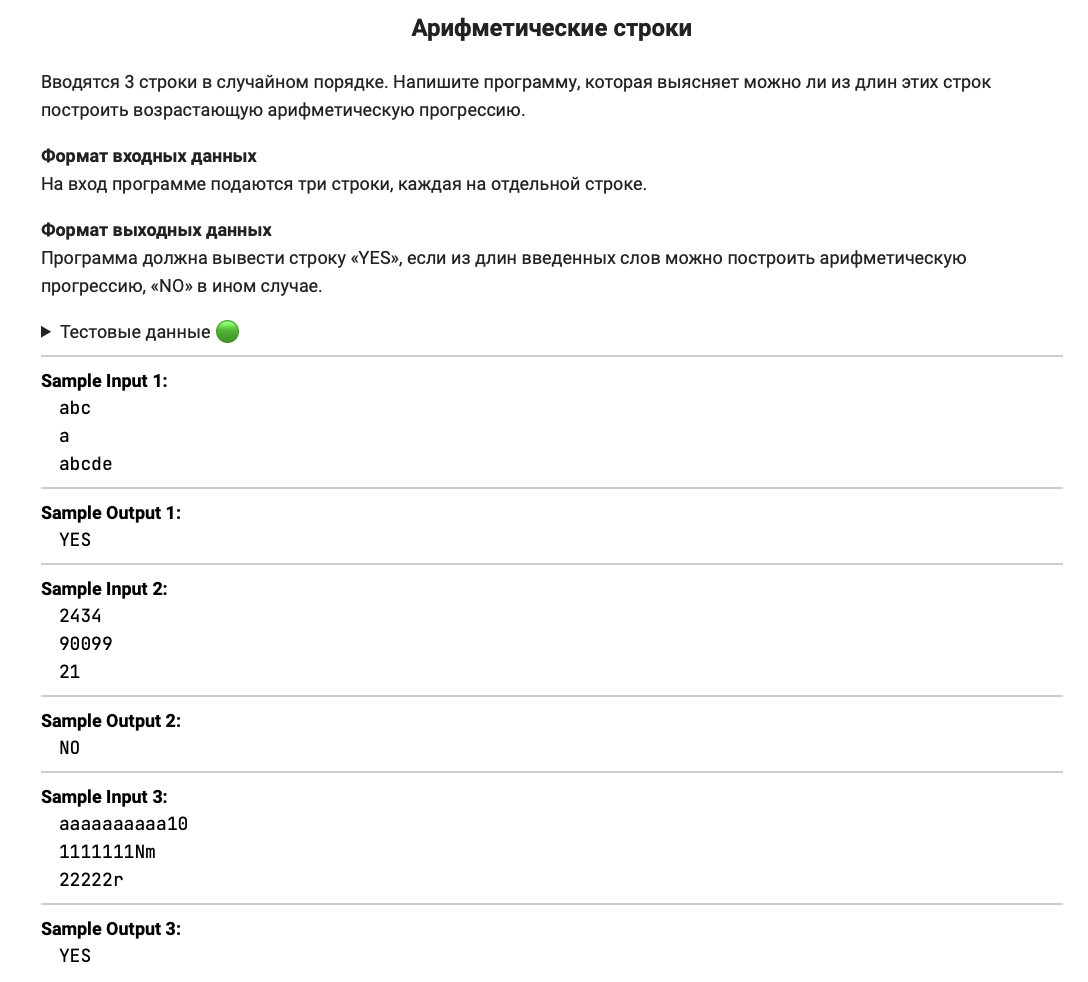 Арифметические строки
Вводятся 3 строки в случайном порядке. Напишите программу, которая выясняет можно ли из длин этих строк
построить возрастающую арифметическую прогрессию.
Формат входных данных
На вход программе подаются три строки, каждая на отдельной строке.
Формат выходных данных
Программа должна вывести строку «YES», если из длин введенных слов можно построить арифметическую
прогрессию, «NO» в ином случае.
Тестовые данные
Sample Input 1:
abc
a
abcde
Sample Output 1:
YES
Sample Input 2:
2434
90099
21
Sample Output 2:
NO
Sample Input 3:
aaaaaaaaaa10
1111111Nm
22222r
Sample Output 3:
YES